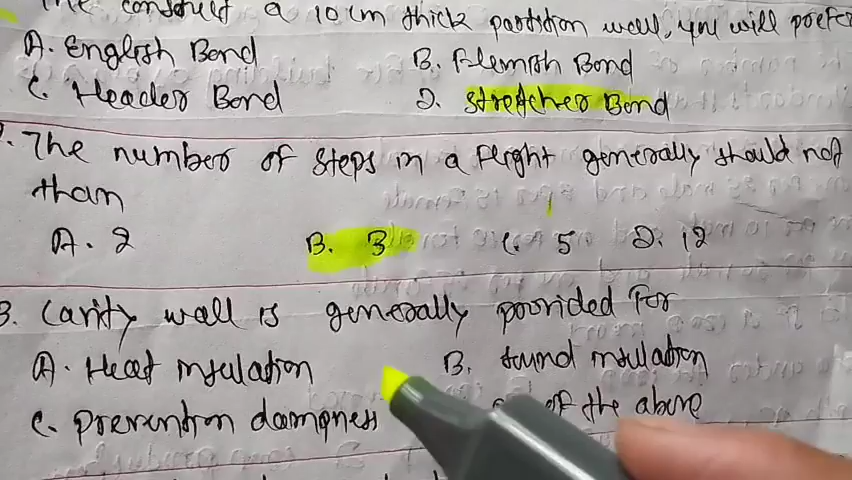 The construct a 10 cm thick partition wall, you will prefer
A. English Bond B. Flemish Bond
C. Header Bond D. Stretcher Bond
The number of steps in a flight generally should not
than
A. 2 B. 3 C. 5 D. 12
3. Cavity wall is generally provided for
A. Heat insulation B. sound insulation
C. prevention dampness of the above